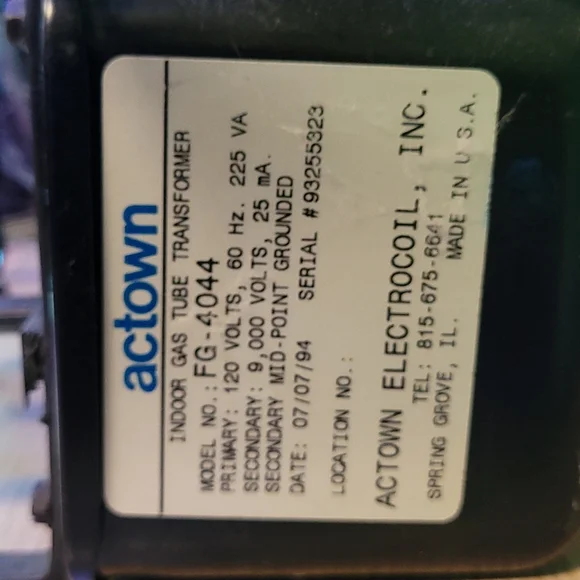 actown
INDOOR GAS TUBE TRANSFORMER
MODEL NO.: FG-4044
PRIMARY: 120 VOLTS, 60 Hz. 225 VA
SECONDARY: 9,000 VOLTS, 25 mA.
SECONDARY MID-POINT GROUNDED
DATE: 07/07/94 SERIAL #93255323
LOCATION NO.:
ACTOWN ELECTROCOIL, INC.
TEL: 815-675-6641
SPRING GROVE, IL. MADE IN U.S.A.